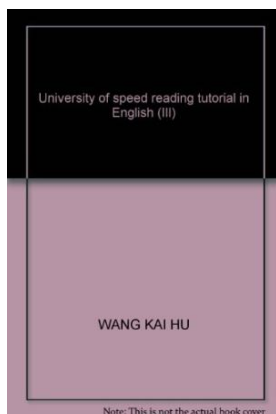 University of speed reading tutorial in
English (III)
WANG KAI HU
Note: This is not the actual book cover